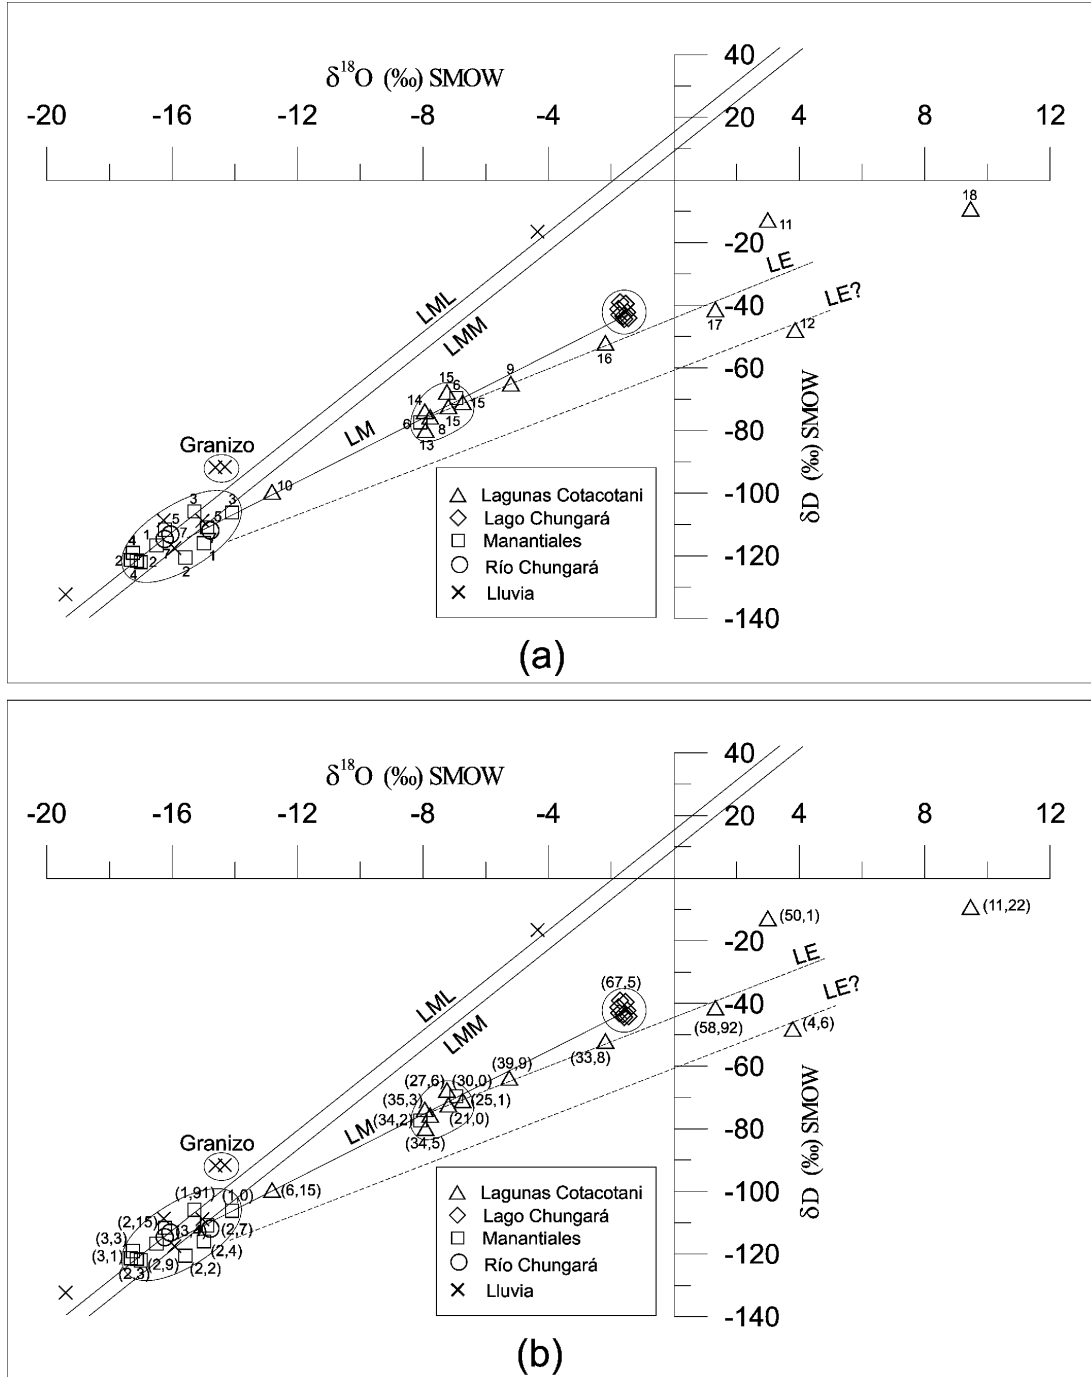 40
δ¹⁸O (‰) SMOW
-20 -16 -12 -8 -4 20 4 8 12
18
11
-20
LE
LE?
LML
-40
17
12
LMM
16
9
-60
15
6
14
15
6
8
15
13
-80
δD (‰) SMOW
LM
Granizo
10
-100
3
3
5
5
1
7
4
7
2
2
1
4
2
-120
-140
Lagunas Cotacotani
Lago Chungará
Manantiales
Río Chungará
Lluvia
(a)
40
δ¹⁸O (‰) SMOW
-20 -16 -12 -8 -4 20 4 8 12
(50,1)
(11,22)
-20
LE
LE?
(67,5)
LML
-40
(58,92)
(4,6)
LMM
(33,8)
(39,9)
-60
(27,6)
(30,0)
(35,3)
(25,1)
LM
(34,2)
(21,0)
(34,5)
-80
δD (‰) SMOW
Granizo
-100
(1,91)
(1,0)
(6,15)
(2,15)
(3,4)
(2,7)
(3,3)
(2,4)
(3,1)
(2,9)
(2,2)
(2,3)
-120
-140
Lagunas Cotacotani
Lago Chungará
Manantiales
Río Chungará
Lluvia
(b)